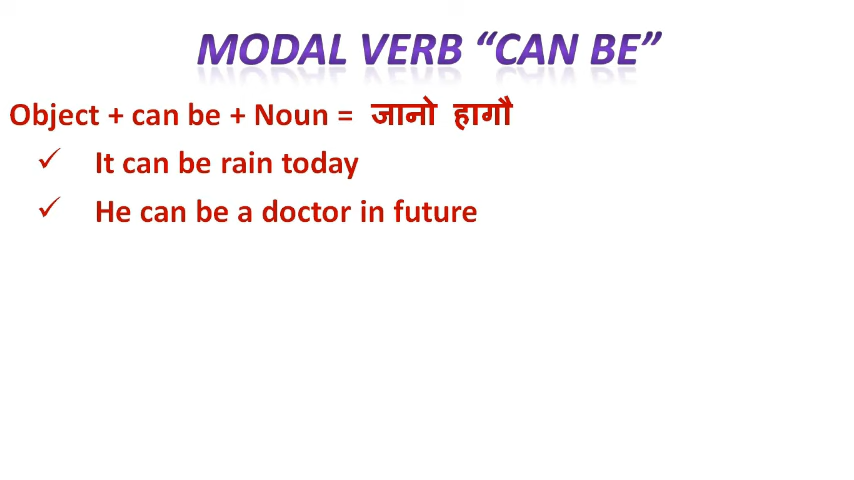 MODAL VERB “CAN BE”
Object + can be + Noun = जानो हागौ
✓ It can be rain today
✓ He can be a doctor in future